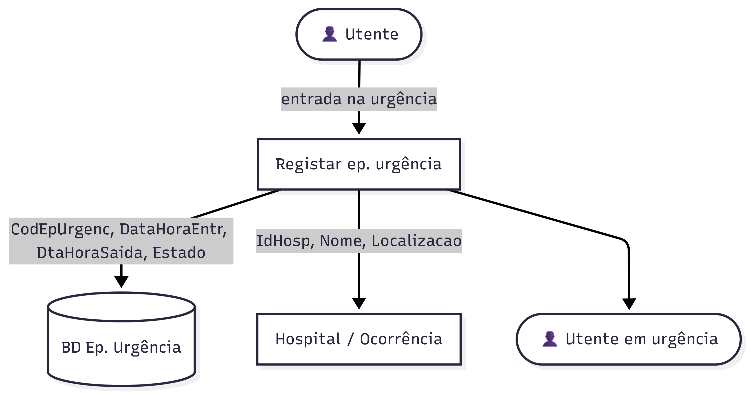 Utente
entrada na urgência
Registar ep. urgência
CodEpUrgenc, DataHoraEntr,
DtaHoraSaida, Estado
IdHosp, Nome, Localizacao
BD Ep. Urgência
Hospital / Ocorrência
Utente em urgência